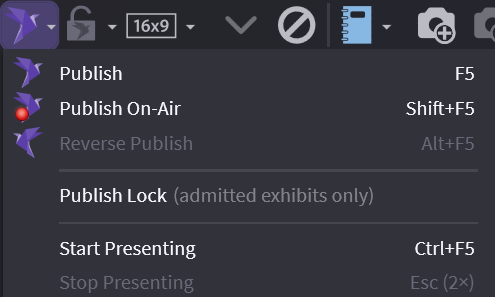 16x9
Publish F5
Publish On-Air Shift+F5
Reverse Publish Alt+F5
Publish Lock (admitted exhibits only)
Start Presenting Ctrl+F5
Stop Presenting Esc (2×)